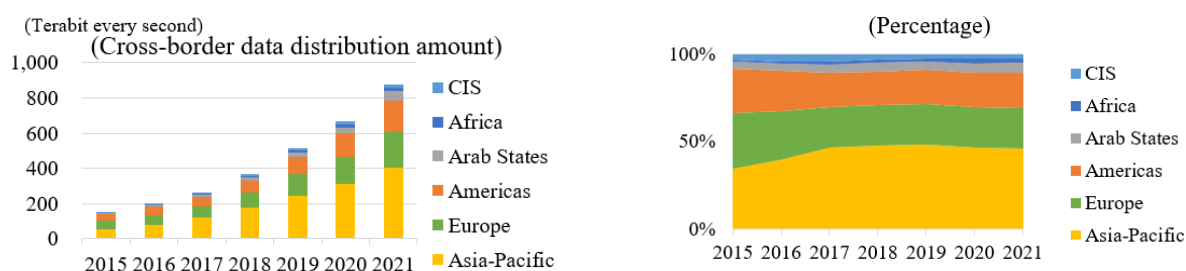 (Terabit every second)
(Cross-border data distribution amount)
1,000
800
600
400
200
0
2015 2016 2017 2018 2019 2020 2021
CIS
Africa
Arab States
Americas
Europe
Asia-Pacific
(Percentage)
100%
50%
0%
2015 2016 2017 2018 2019 2020 2021
CIS
Africa
Arab States
Americas
Europe
Asia-Pacific